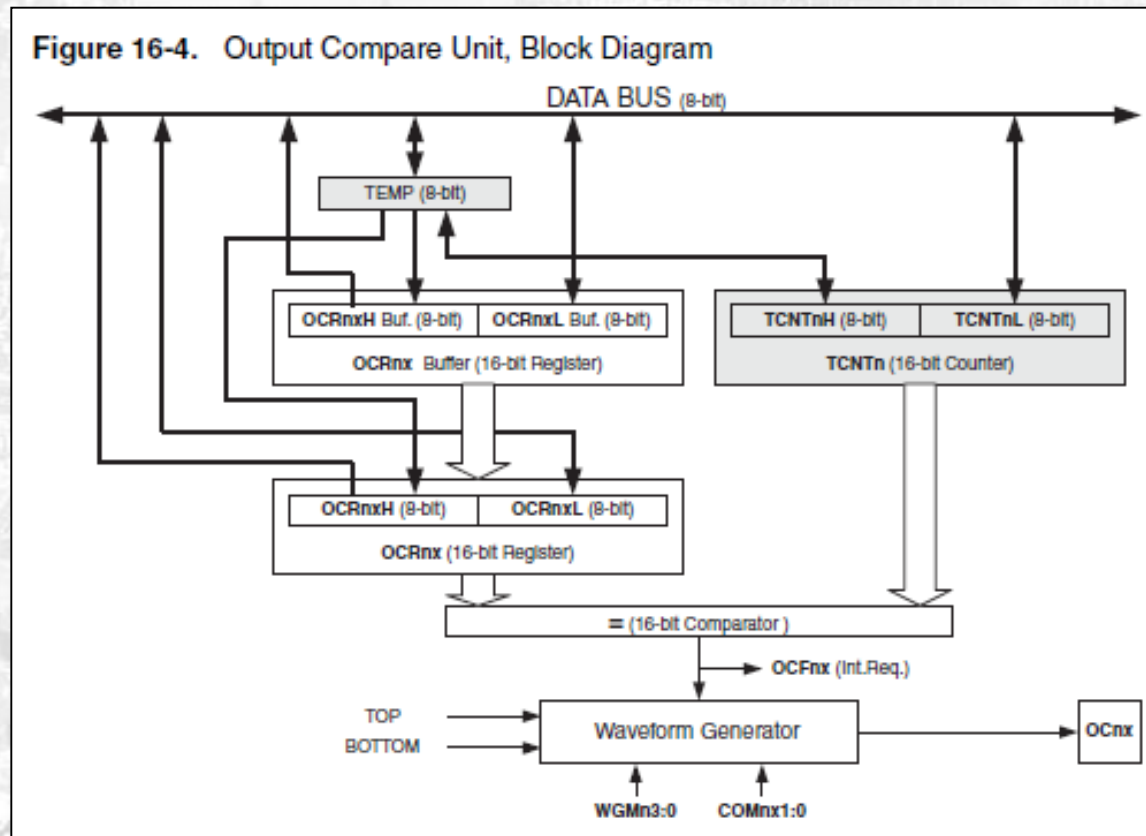 Figure 16-4. Output Compare Unit, Block Diagram
DATA BUS (8-bit)
TEMP (8-bit)
OCRnxH Buf. (8-bit) OCRnxL Buf. (8-bit)
OCRnx Buffer (16-bit Register)
TCNTnH (8-bit) TCNTnL (8-bit)
TCNTn (16-bit Counter)
OCRnxH (8-bit) OCRnxL (8-bit)
OCRnx (16-bit Register)
= (16-bit Comparator )
OCFnx (Int.Req.)
TOP
BOTTOM
Waveform Generator
OCnx
WGMn3:0 COMnx1:0